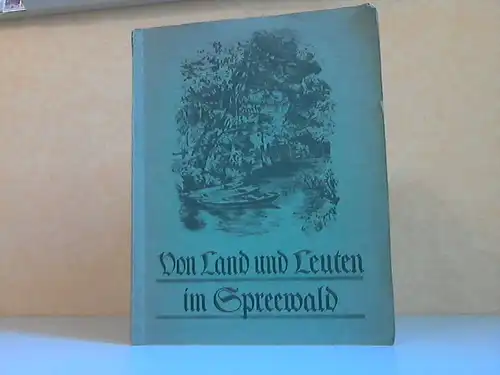 Von Land und Leuten
im Spreewald